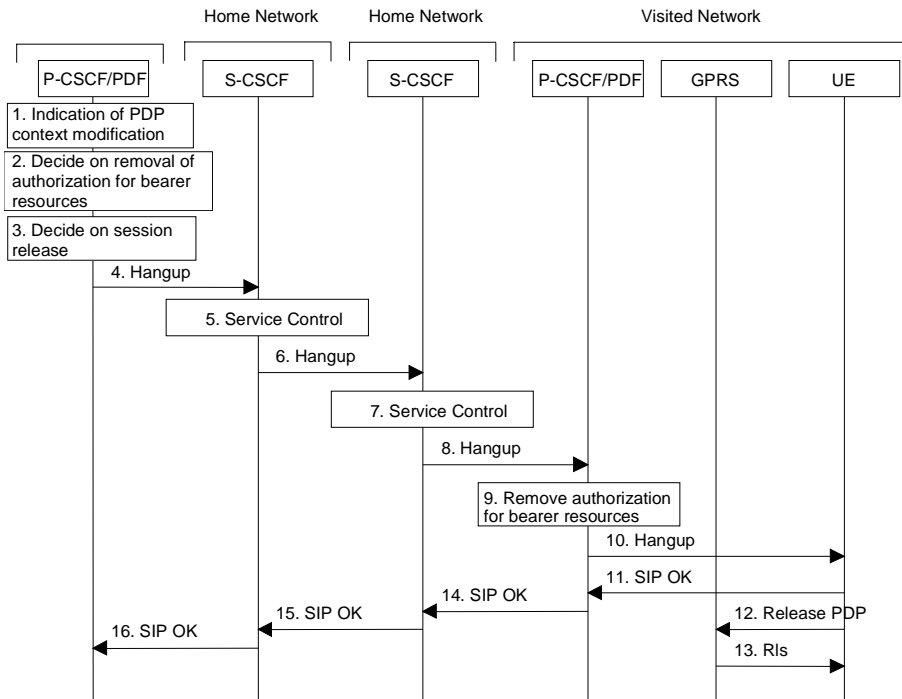 Home Network
Home Network
Visited Network
P-CSCF/PDF
S-CSCF
S-CSCF
P-CSCF/PDF
GPRS
UE
1. Indication of PDP
context modification
2. Decide on removal of
authorization for bearer
resources
3. Decide on session
release
4. Hangup
5. Service Control
6. Hangup
7. Service Control
8. Hangup
9. Remove authorization
for bearer resources
10. Hangup
11. SIP OK
14. SIP OK
12. Release PDP
15. SIP OK
16. SIP OK
13. RIs